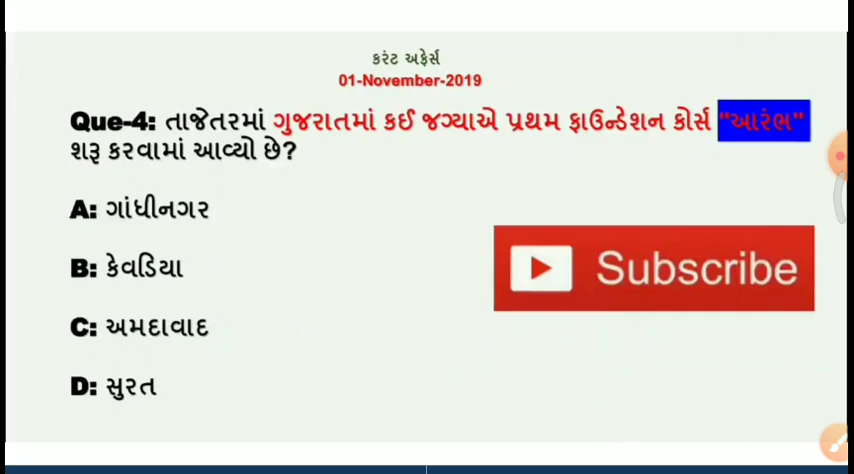 કરંટ અફેર્સ
01-November-2019
Que-4: તાજેતરમાં ગુજરાતમાં કઈ જગ્યાએ પ્રથમ ફાઉન્ડેશન કોર્સ "આરંભ"
શરૂ કરવામાં આવ્યો છે?
A: ગાંધીનગર
B: કેવડિયા
Subscribe
C: અમદાવાદ
D: સુરત